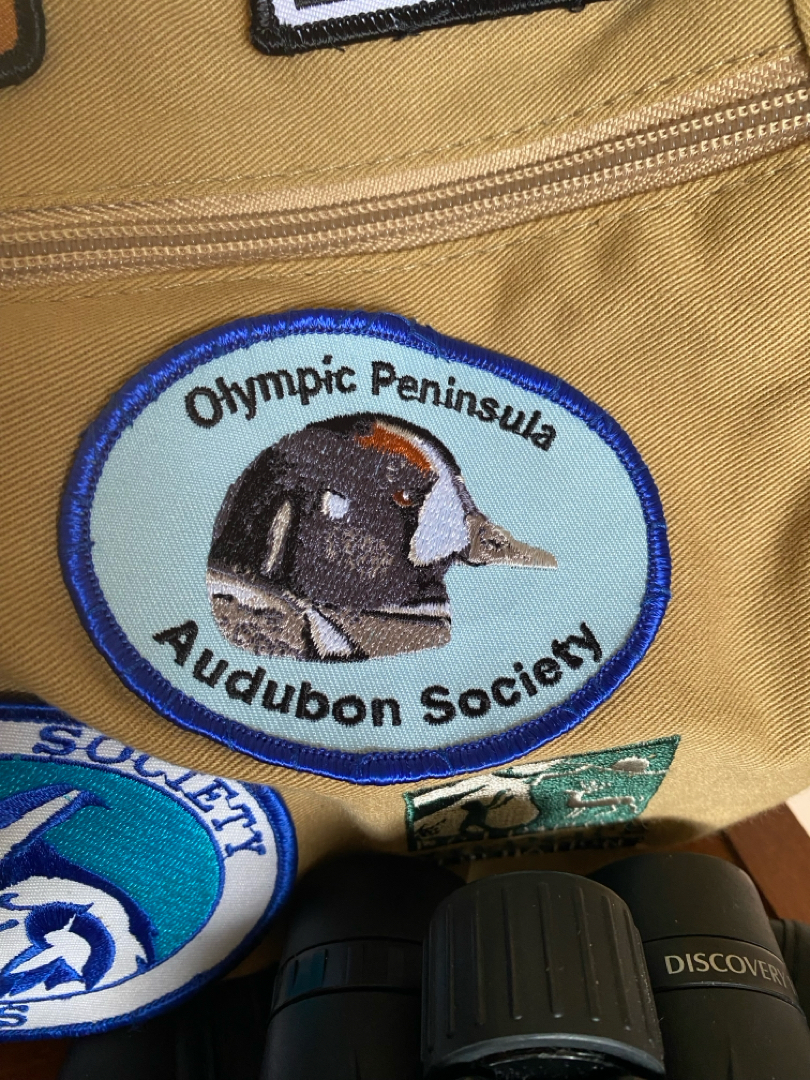 Olympic Peninsula
Audubon Society
SOCIETY
S
DISCOVERY